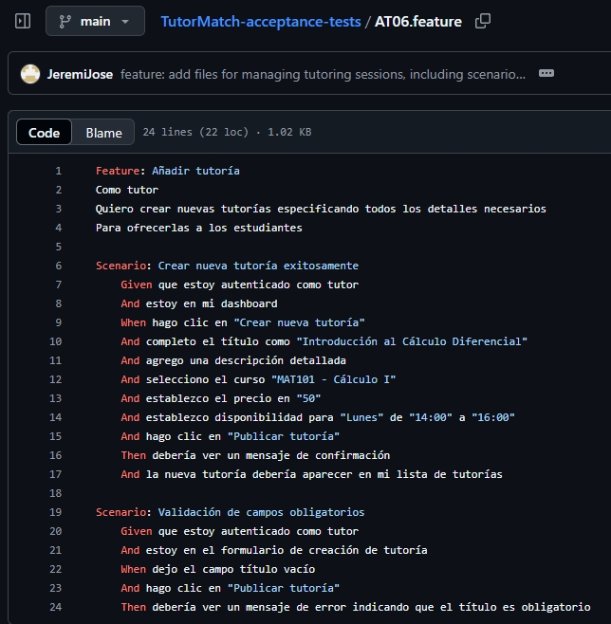 main
TutorMatch-acceptance-tests / AT06.feature
JeremiJose feature: add files for managing tutoring sessions, including scenario...
Code Blame 24 lines (22 loc) · 1.02 KB
1 Feature: Añadir tutoría
2 Como tutor
3 Quiero crear nuevas tutorías especificando todos los detalles necesarios
4 Para ofrecerlas a los estudiantes
5
6 Scenario: Crear nueva tutoría exitosamente
7 Given que estoy autenticado como tutor
8 And estoy en mi dashboard
9 When hago clic en "Crear nueva tutoría"
10 And completo el título como "Introducción al Cálculo Diferencial"
11 And agrego una descripción detallada
12 And selecciono el curso "MAT101 - Cálculo I"
13 And establezco el precio en "50"
14 And establezco disponibilidad para "Lunes" de "14:00" a "16:00"
15 And hago clic en "Publicar tutoría"
16 Then debería ver un mensaje de confirmación
17 And la nueva tutoría debería aparecer en mi lista de tutorías
18
19 Scenario: Validación de campos obligatorios
20 Given que estoy autenticado como tutor
21 And estoy en el formulario de creación de tutoría
22 When dejo el campo título vacío
23 And hago clic en "Publicar tutoría"
24 Then debería ver un mensaje de error indicando que el título es obligatorio